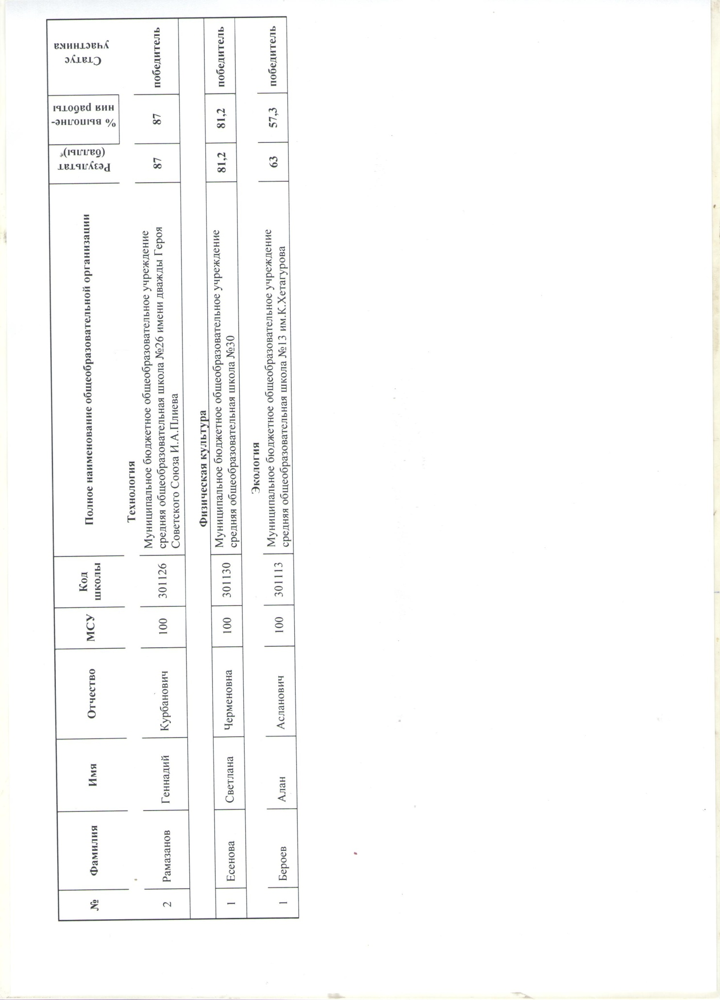 № Фамилия Имя Отчество МСУ Код школы Полное наименование общеобразовательной организации Результат (баллы) % выполне- ния работы Статус участника
Технология
2 Рамазанов Геннадий Курбанович 100 301126 Муниципальное бюджетное общеобразовательное учреждение 87 87 победитель
средняя общеобразовательная школа №26 имени дважды Героя
Советского Союза И.А.Плиева
Физическая культура
1 Есенова Светлана Черменовна 100 301130 Муниципальное бюджетное общеобразовательное учреждение 81,2 81,2 победитель
средняя общеобразовательная школа №30
Экология
1 Бероев Алан Асланович 100 301113 Муниципальное бюджетное общеобразовательное учреждение 63 57,3 победитель
средняя общеобразовательная школа №13 им.К.Хетагурова